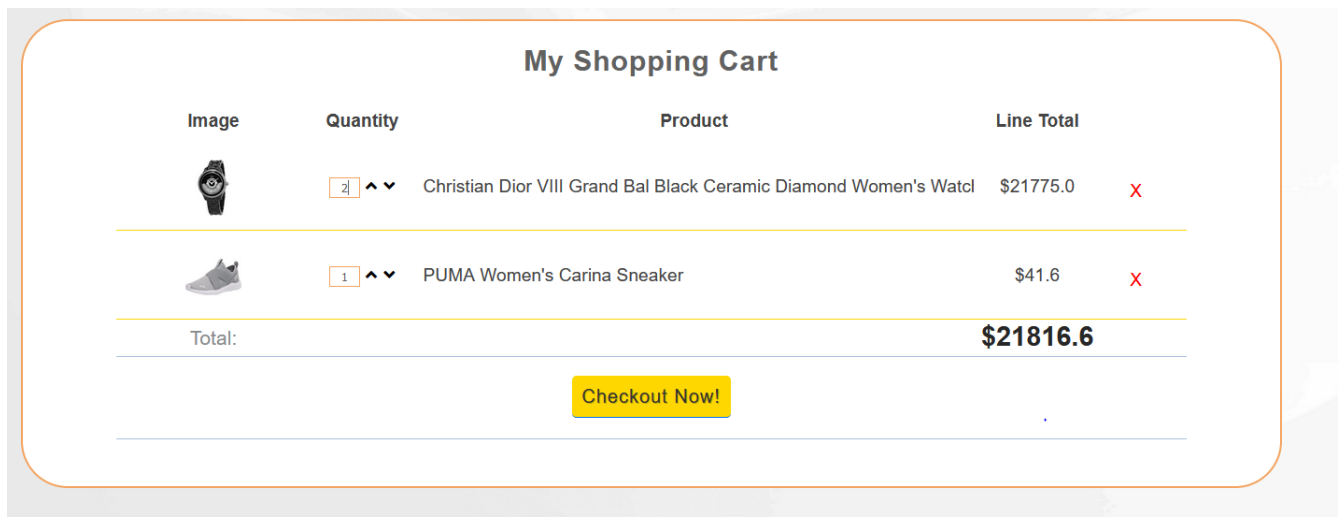 My Shopping Cart
Image Quantity Product Line Total
2 Christian Dior VIII Grand Bal Black Ceramic Diamond Women's Watcl $21775.0 X
1 PUMA Women's Carina Sneaker $41.6 X
Total: $21816.6
Checkout Now!